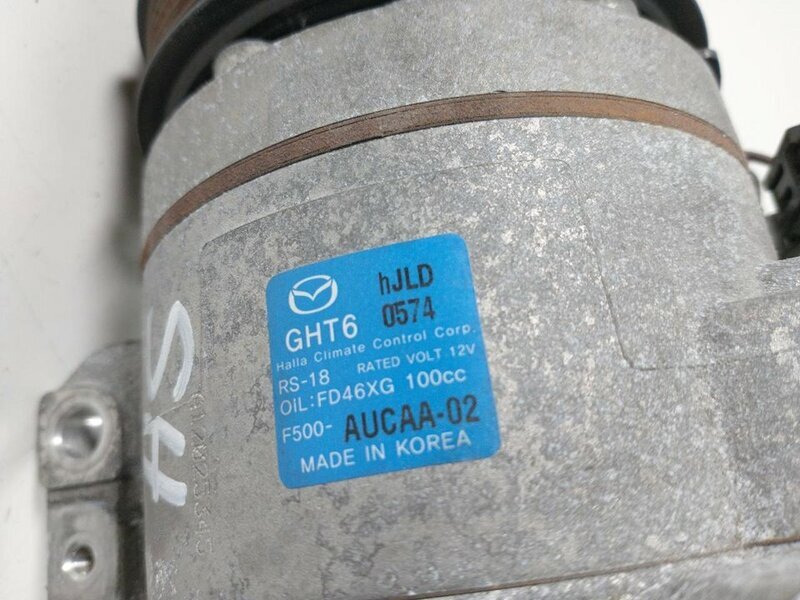 hJLD
GHT6 0574
Halla Climate Control Corp.
RS-18 RATED VOLT 12V
OiL:FD46XG 100cc
F500- AUCAA-02
MADE IN KOREA
SH